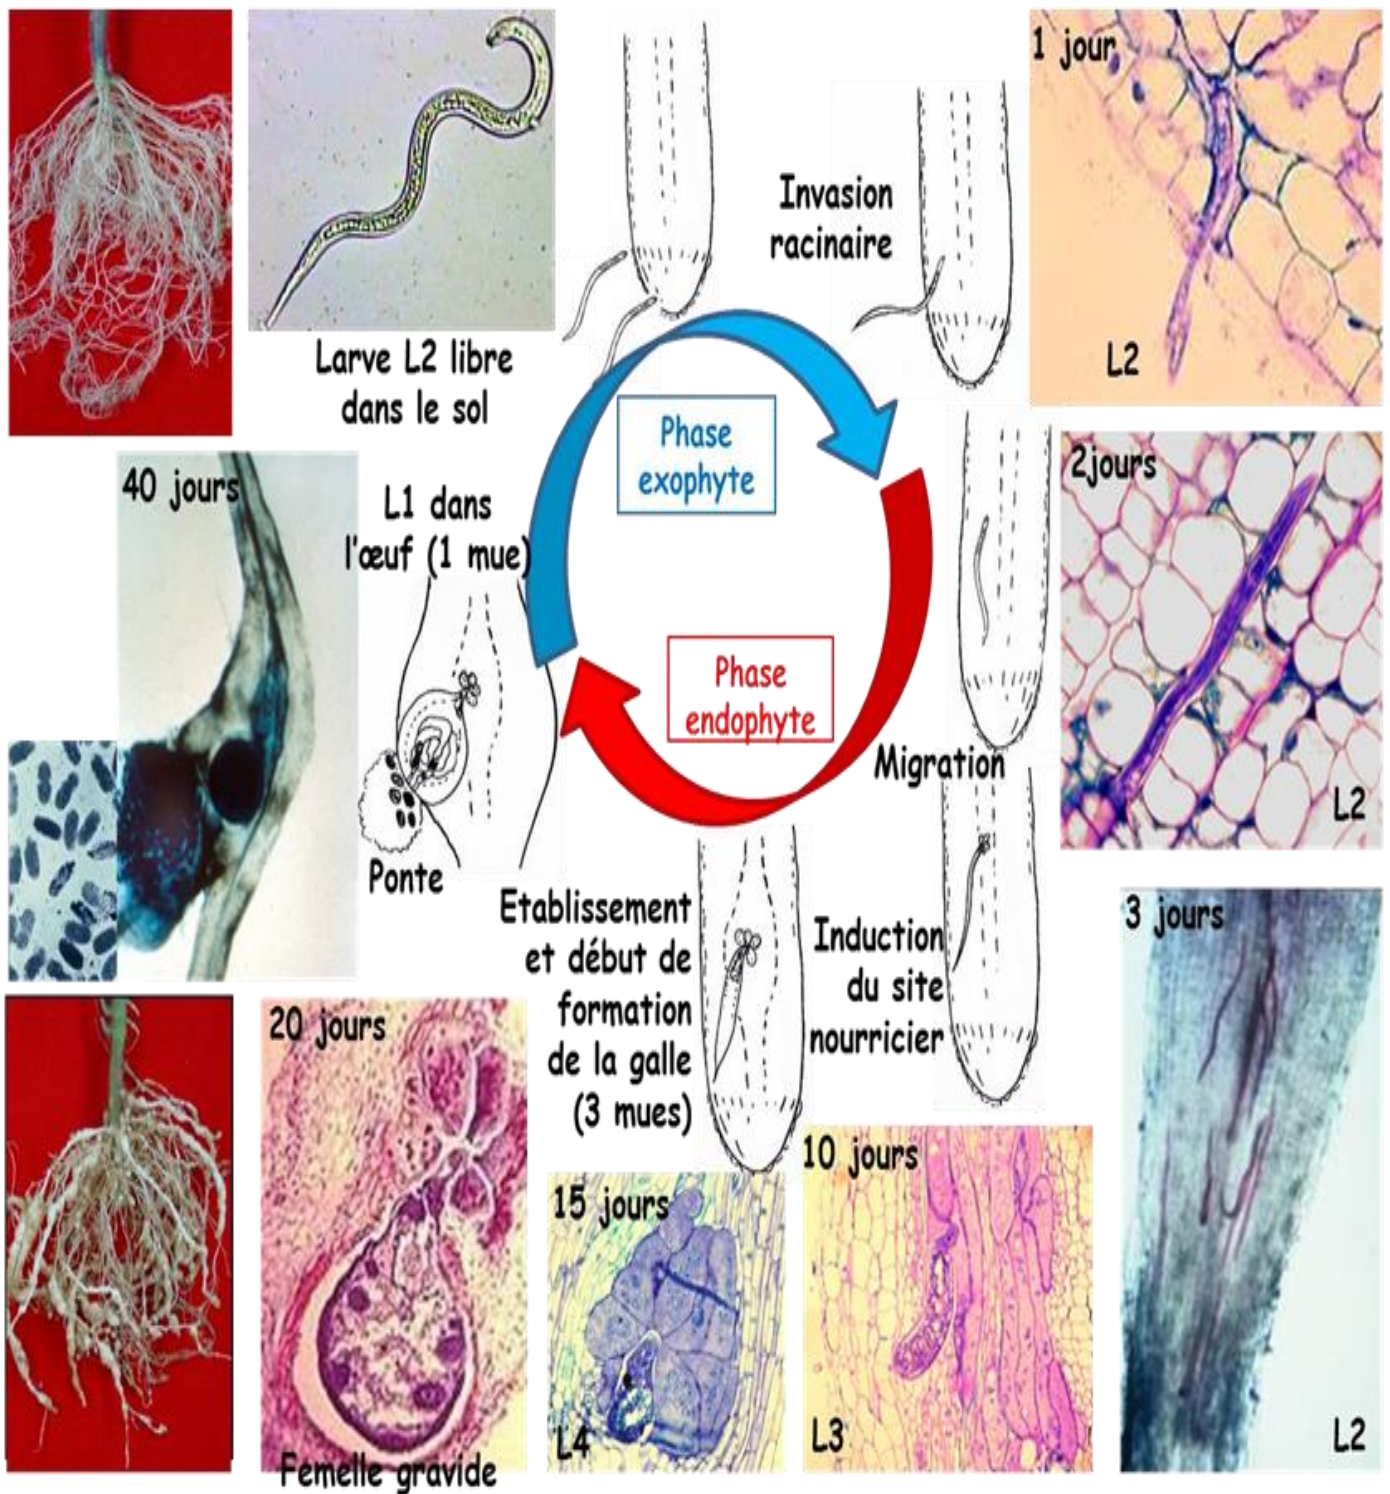 1 jour
L2
Larve L2 libre
dans le sol
Invasion
racinaire
Phase
exophyte
40 jours
L1 dans
l'œuf (1 mue)
2jours
L2
Phase
endophyte
Migration
Ponte
Etablissement
et début de
formation
de la galle
(3 mues)
Induction
du site
nourricier
3 jours
L2
20 jours
Femelle gravide
15 jours
L4
10 jours
L3